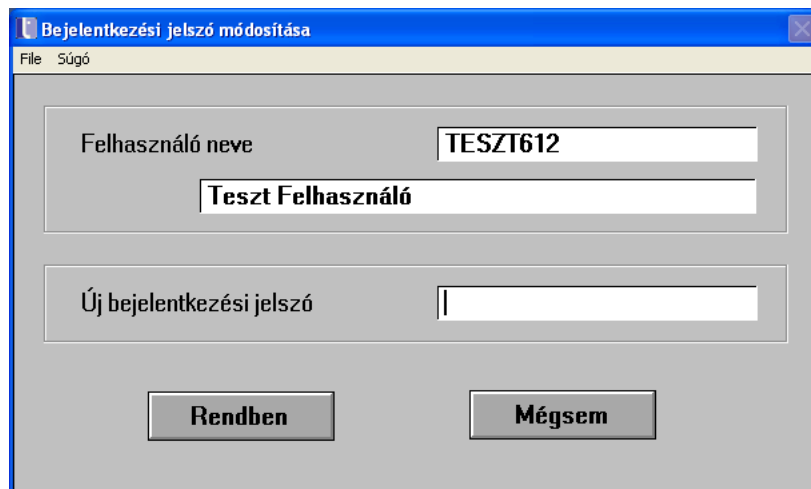 Bejelentkezési jelszó módosítása
File Súgó
Felhasználó neve TESZT612
Teszt Felhasználó
Új bejelentkezési jelszó
Rendben Mégsem